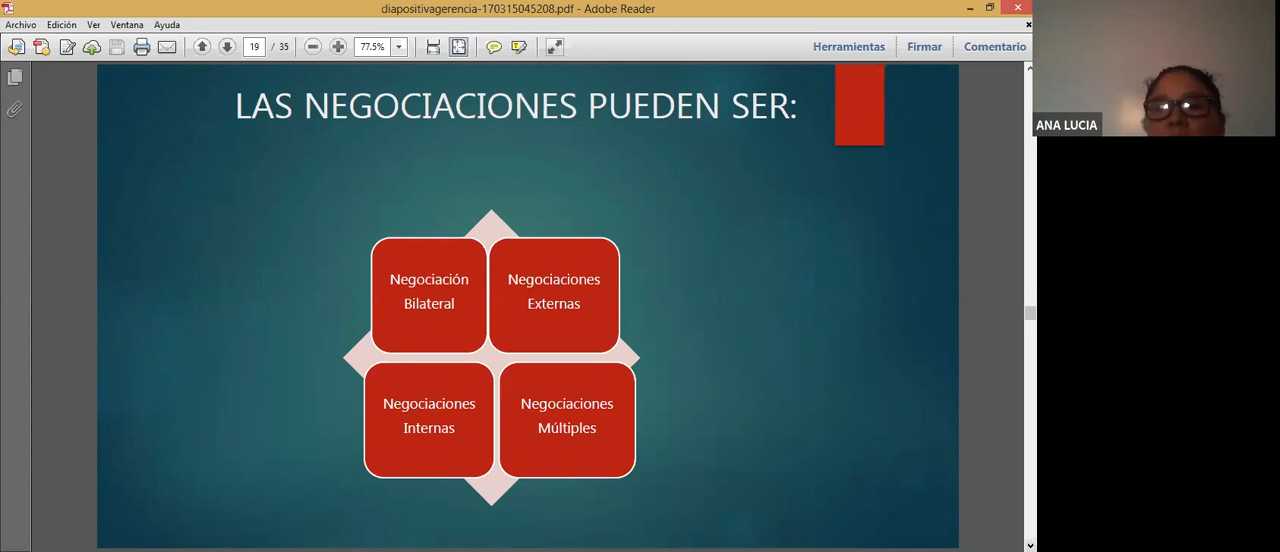 diapositivagerencia-170315045208.pdf - Adobe Reader
Archivo Edición Ver Ventana Ayuda
19 / 35 77.5% Herramientas Firmar Comentario
LAS NEGOCIACIONES PUEDEN SER:
Negociación
Bilateral
Negociaciones
Externas
Negociaciones
Internas
Negociaciones
Múltiples
ANA LUCIA